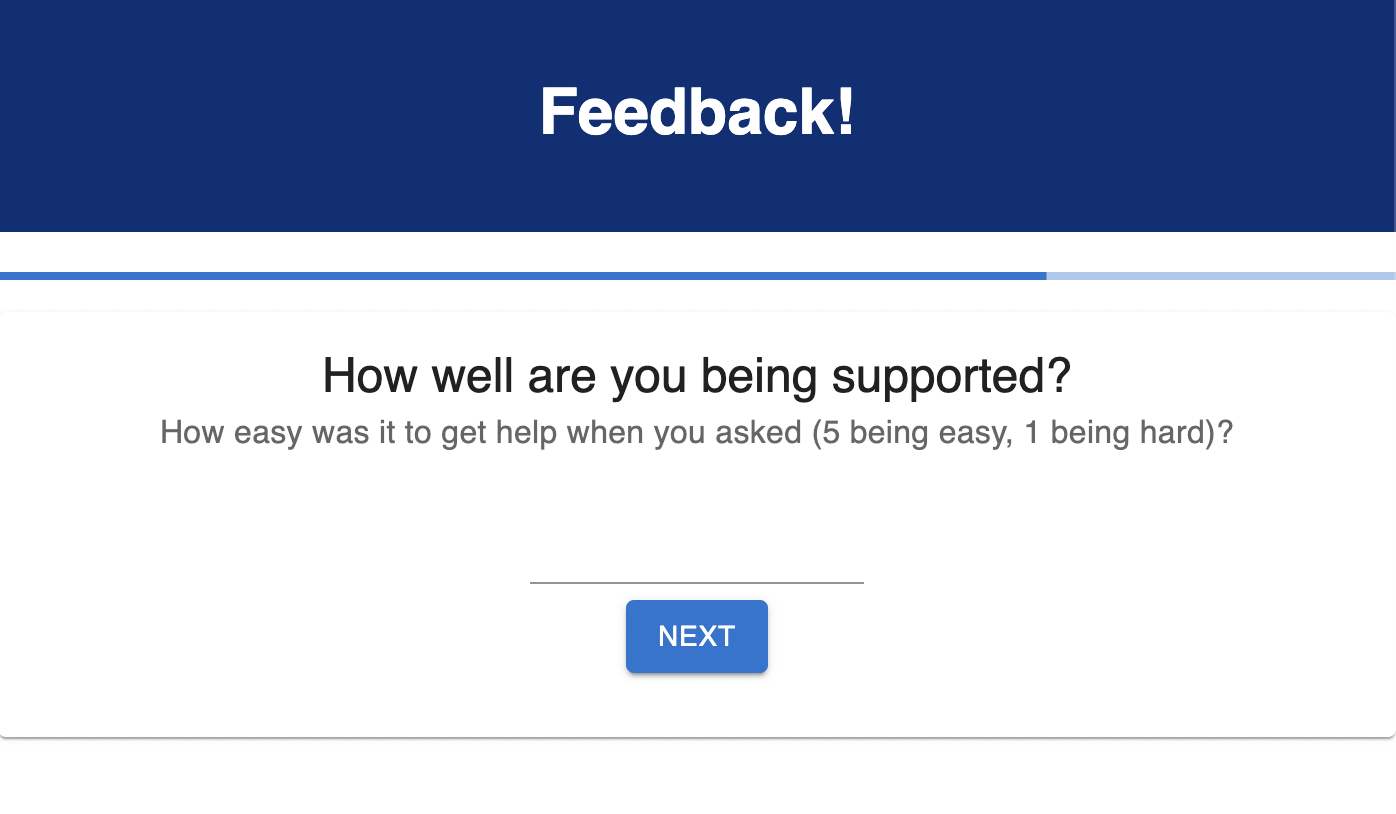 Feedback!
How well are you being supported?
How easy was it to get help when you asked (5 being easy, 1 being hard)?
NEXT